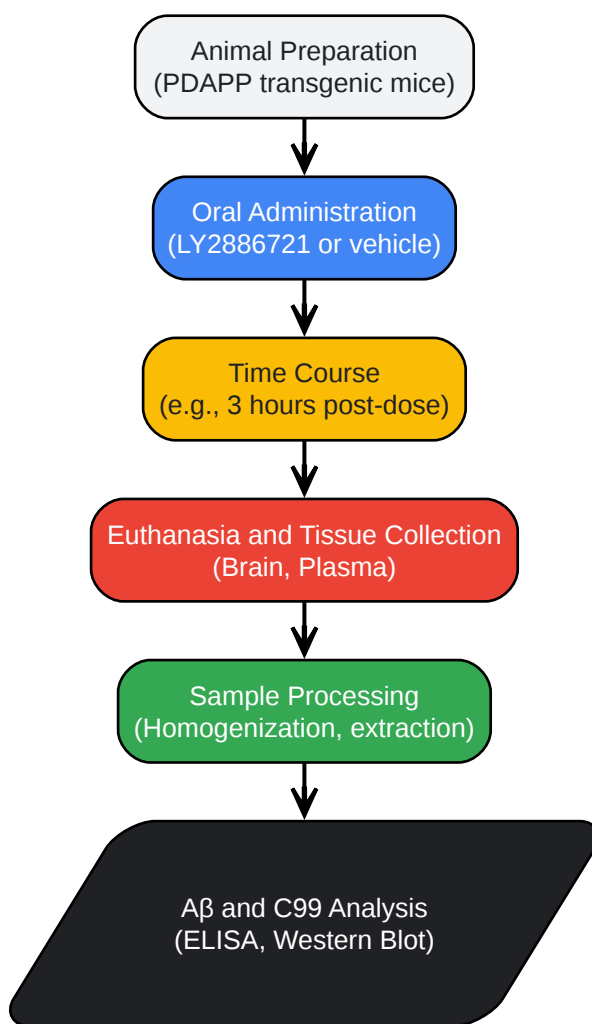 Animal Preparation
(PDAPP transgenic mice)
Oral Administration
(LY2886721 or vehicle)
Time Course
(e.g., 3 hours post-dose)
Euthanasia and Tissue Collection
(Brain, Plasma)
Sample Processing
(Homogenization, extraction)
Aβ and C99 Analysis
(ELISA, Western Blot)